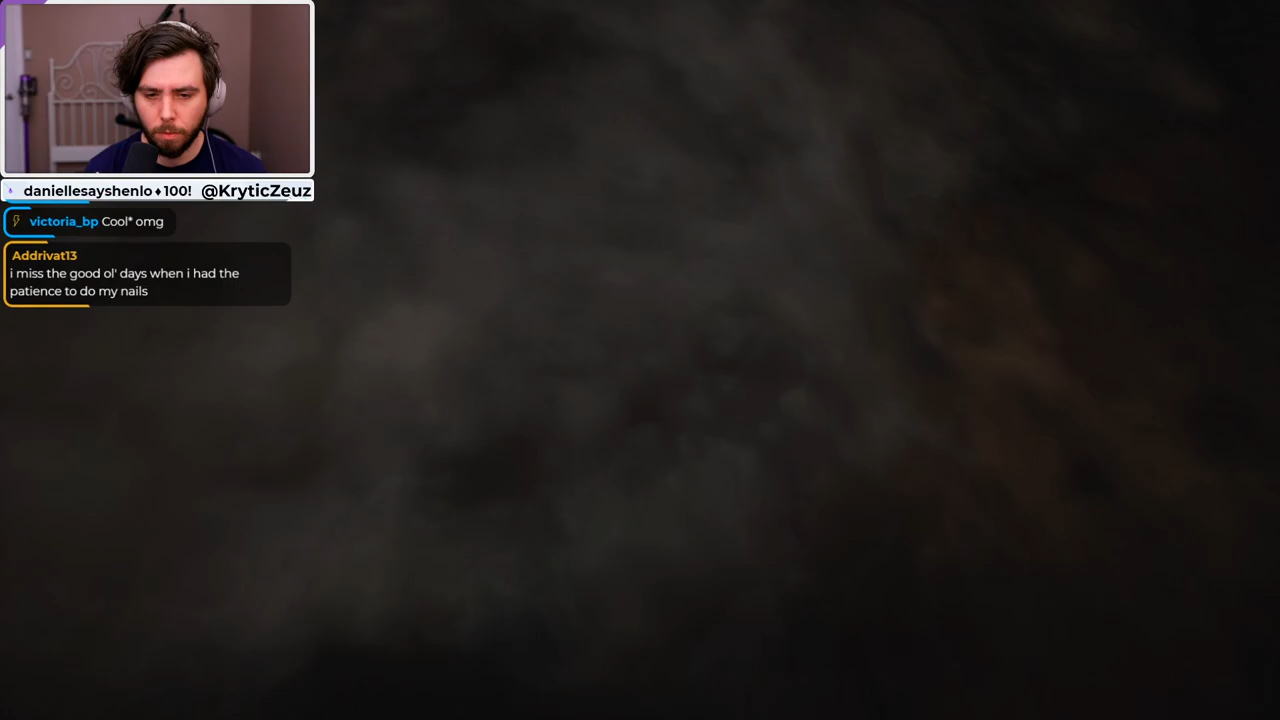 daniellesayshenlo♦100! @KryticZeuz
victoria_bp Cool* omg
Addrivat13
i miss the good ol' days when i had the
patience to do my nails